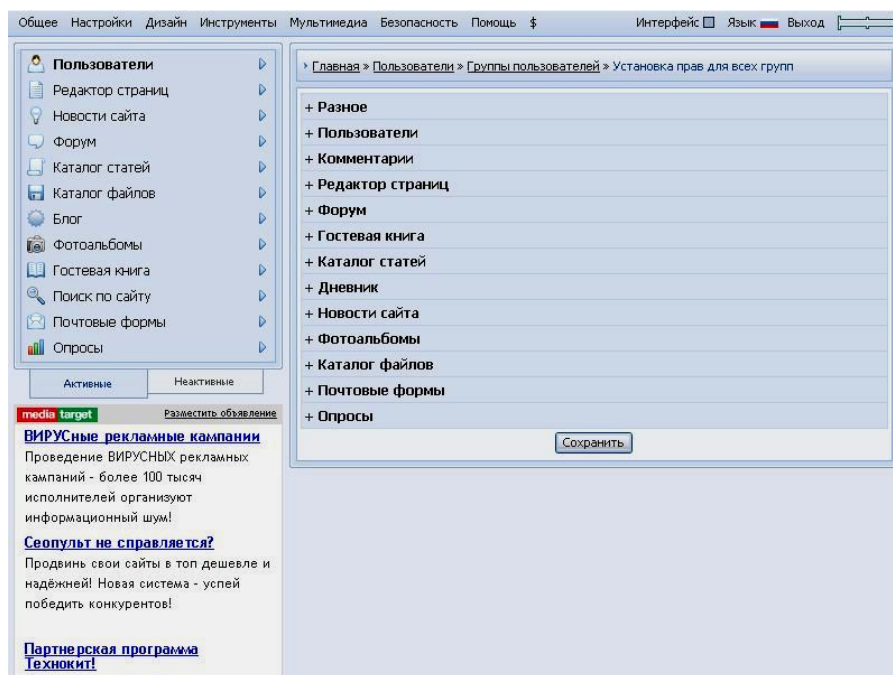 Общее Настройки Дизайн Инструменты Мультимедиа Безопасность Помощь $ Интерфейс Язык Выход
Пользователи
Редактор страниц
Новости сайта
Форум
Каталог статей
Каталог файлов
Блог
Фотоальбомы
Гостевая книга
Поиск по сайту
Почтовые формы
Опросы
Активные Неактивные
media target Разместить объявление
ВИРУСные рекламные кампании
Проведение ВИРУСНЫХ рекламных
кампаний - более 100 тысяч
исполнителей организуют
информационный шум!
Сеопульт не справляется?
Продвинь свои сайты в топ дешевле и
надёжней! Новая система - успей
победить конкурентов!
Партнерская программа
Технокит!
› Главная » Пользователи » Группы пользователей » Установка прав для всех групп
+ Разное
+ Пользователи
+ Комментарии
+ Редактор страниц
+ Форум
+ Гостевая книга
+ Каталог статей
+ Дневник
+ Новости сайта
+ Фотоальбомы
+ Каталог файлов
+ Почтовые формы
+ Опросы
Сохранить